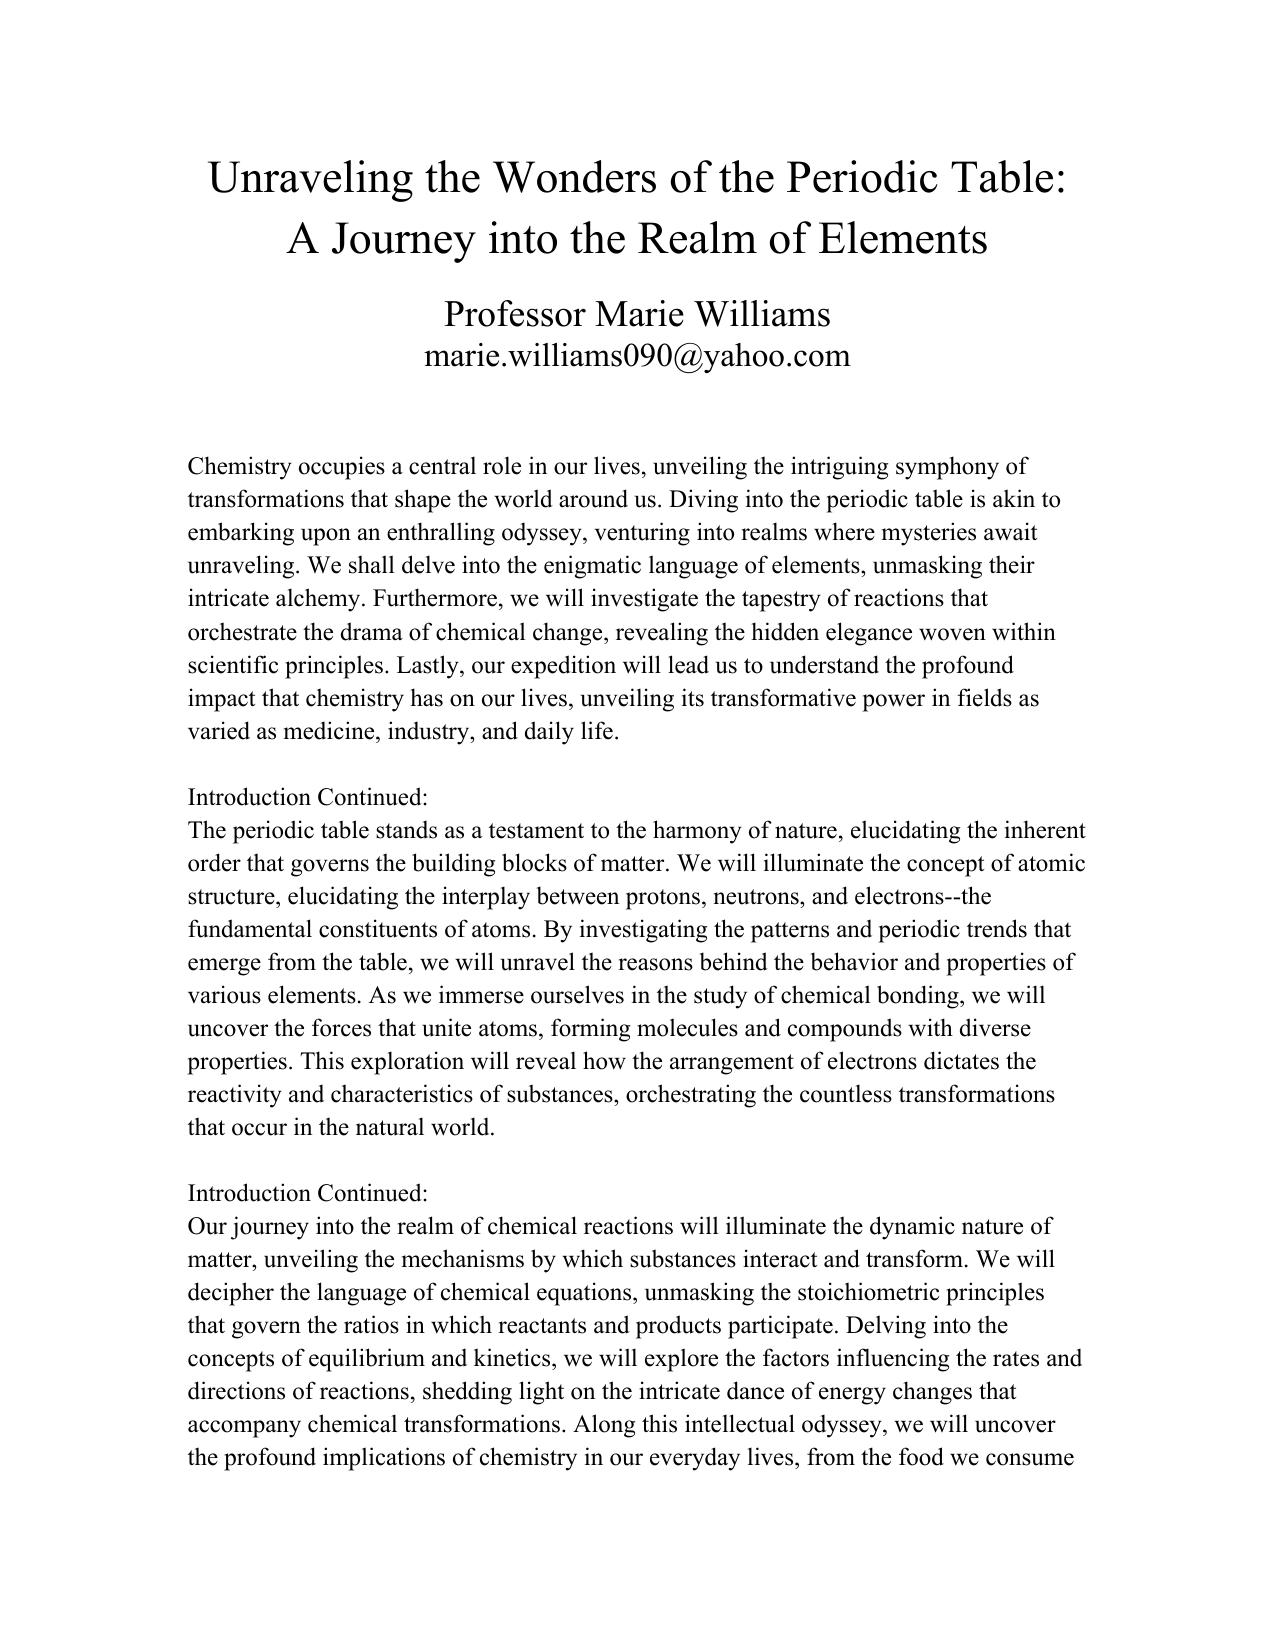 Unraveling the Wonders of the Periodic Table:
A Journey into the Realm of Elements
Professor Marie Williams
marie.williams090@yahoo.com
Chemistry occupies a central role in our lives, unveiling the intriguing symphony of
transformations that shape the world around us. Diving into the periodic table is akin to
embarking upon an enthralling odyssey, venturing into realms where mysteries await
unraveling. We shall delve into the enigmatic language of elements, unmasking their
intricate alchemy. Furthermore, we will investigate the tapestry of reactions that
orchestrate the drama of chemical change, revealing the hidden elegance woven within
scientific principles. Lastly, our expedition will lead us to understand the profound
impact that chemistry has on our lives, unveiling its transformative power in fields as
varied as medicine, industry, and daily life.
Introduction Continued:
The periodic table stands as a testament to the harmony of nature, elucidating the inherent
order that governs the building blocks of matter. We will illuminate the concept of atomic
structure, elucidating the interplay between protons, neutrons, and electrons--the
fundamental constituents of atoms. By investigating the patterns and periodic trends that
emerge from the table, we will unravel the reasons behind the behavior and properties of
various elements. As we immerse ourselves in the study of chemical bonding, we will
uncover the forces that unite atoms, forming molecules and compounds with diverse
properties. This exploration will reveal how the arrangement of electrons dictates the
reactivity and characteristics of substances, orchestrating the countless transformations
that occur in the natural world.
Introduction Continued:
Our journey into the realm of chemical reactions will illuminate the dynamic nature of
matter, unveiling the mechanisms by which substances interact and transform. We will
decipher the language of chemical equations, unmasking the stoichiometric principles
that govern the ratios in which reactants and products participate. Delving into the
concepts of equilibrium and kinetics, we will explore the factors influencing the rates and
directions of reactions, shedding light on the intricate dance of energy changes that
accompany chemical transformations. Along this intellectual odyssey, we will uncover
the profound implications of chemistry in our everyday lives, from the food we consume